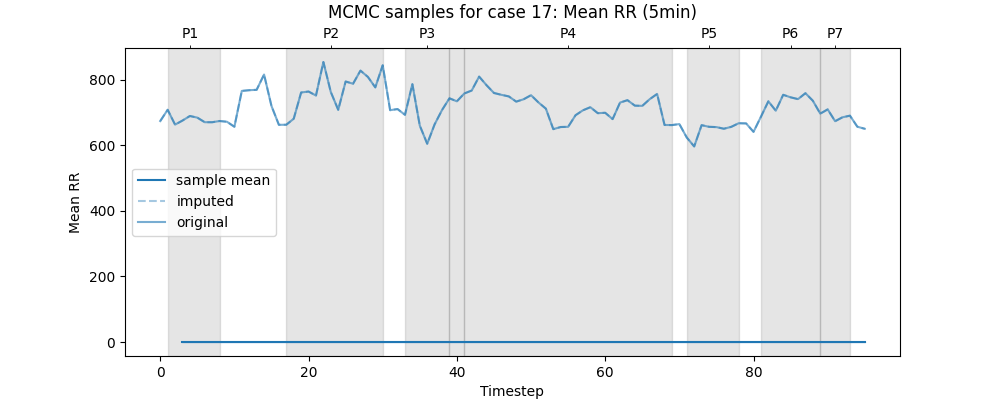 MCMC samples for case 17: Mean RR (5min)
P1 P2 P3 P4 P5 P6 P7
800
600
400
200
0
Mean RR
sample mean
imputed
original
0 20 40 60 80
Timestep